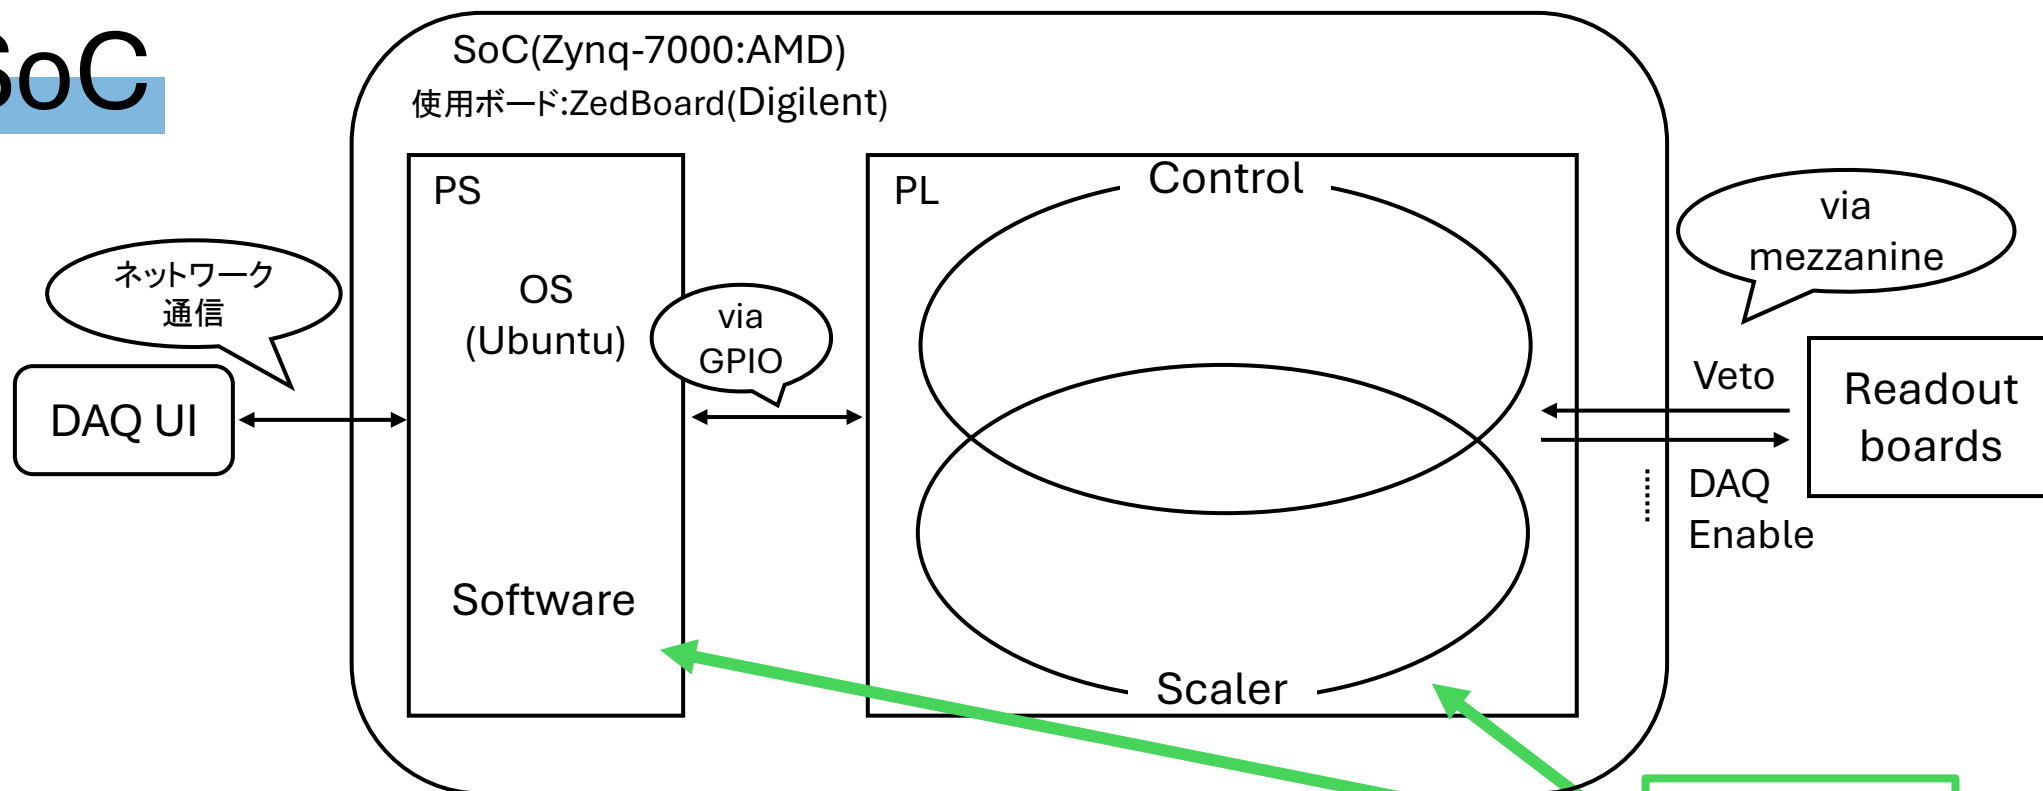 SoC
SoC(Zynq-7000:AMD)
使用ボード:ZedBoard(Digilent)
PS
OS
(Ubuntu)
Software
via
GPIO
PL
Control
Scaler
ネットワーク
通信
DAQ UI
via
mezzanine
Veto
DAQ
Enable
Readout
boards